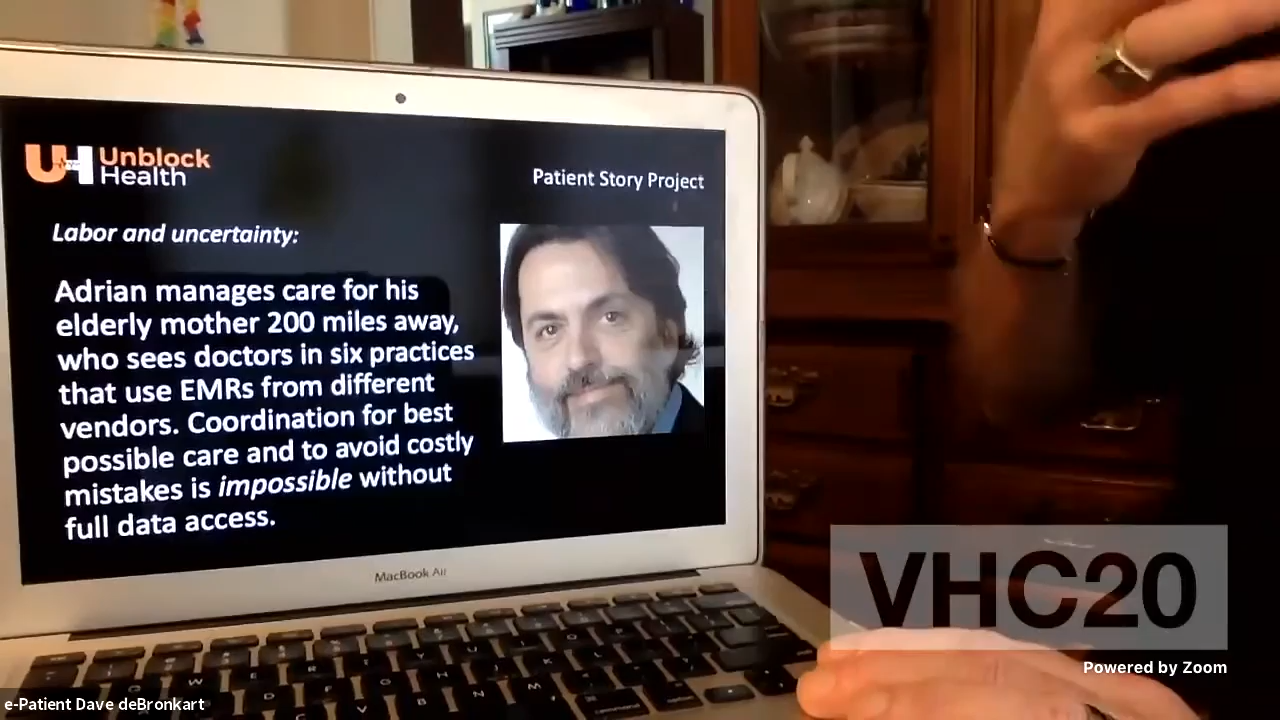 UH Unblock
Health
Patient Story Project
Labor and uncertainty:
Adrian manages care for his
elderly mother 200 miles away,
who sees doctors in six practices
that use EMRs from different
vendors. Coordination for best
possible care and to avoid costly
mistakes is impossible without
full data access.
MacBook Air
VHC20
Powered by Zoom
e-Patient Dave deBronkart